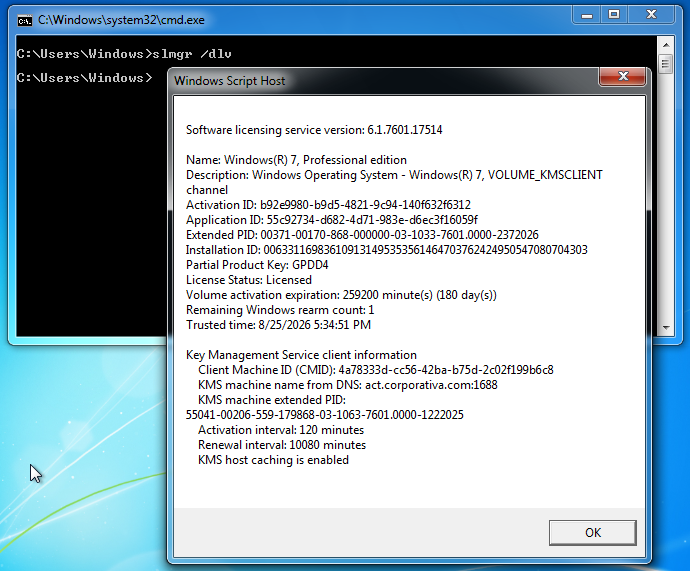 C:\Windows\system32\cmd.exe
C:\Users\Windows>slmgr /dlv
C:\Users\Windows>
Windows Script Host
Software licensing service version: 6.1.7601.17514
Name: Windows(R) 7, Professional edition
Description: Windows Operating System - Windows(R) 7, VOLUME_KMSCLIENT
channel
Activation ID: b92e9980-b9d5-4821-9c94-140f632f6312
Application ID: 55c92734-d682-4d71-983e-d6ec3f16059f
Extended PID: 00371-00170-868-000000-03-1033-7601.0000-2372026
Installation ID: 006331169836109131495353561464703762424950547080704303
Partial Product Key: GPDD4
License Status: Licensed
Volume activation expiration: 259200 minute(s) (180 day(s))
Remaining Windows rearm count: 1
Trusted time: 8/25/2026 5:34:51 PM
Key Management Service client information
Client Machine ID (CMID): 4a78333d-cc56-42ba-b75d-2c02f199b6c8
KMS machine name from DNS: act.corporativa.com:1688
KMS machine extended PID:
55041-00206-559-179868-03-1063-7601.0000-1222025
Activation interval: 120 minutes
Renewal interval: 10080 minutes
KMS host caching is enabled
OK